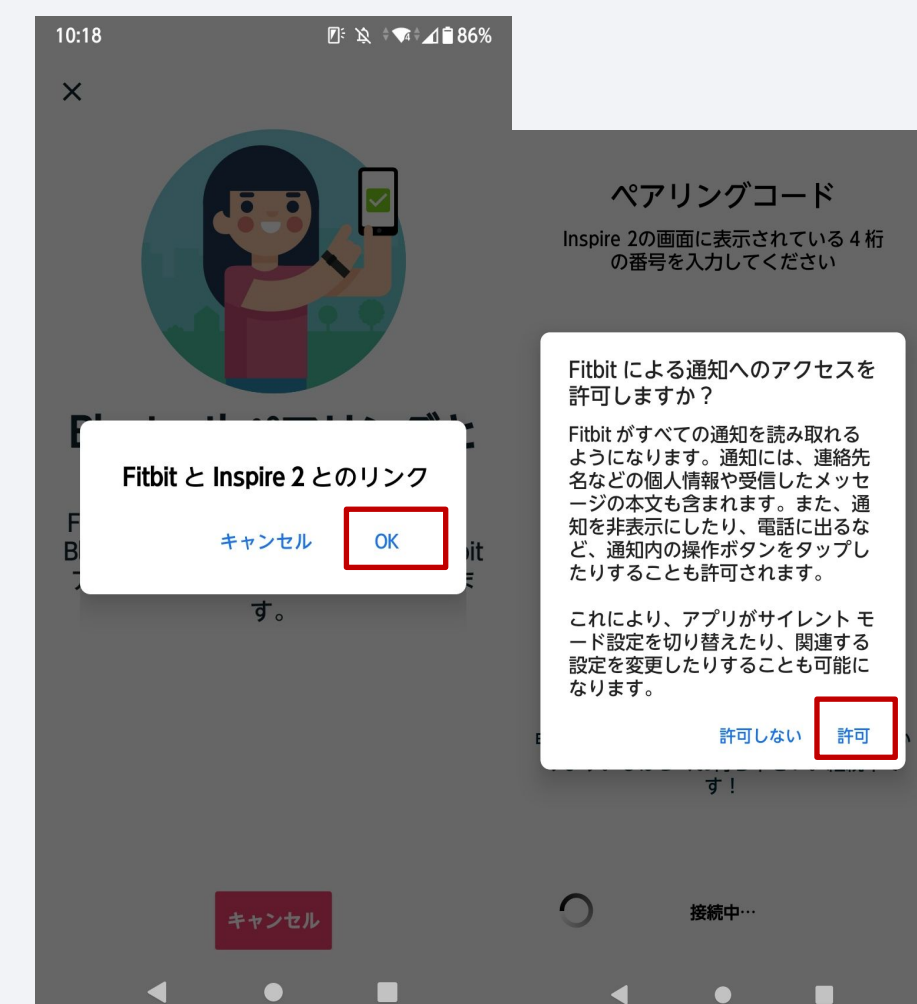 10:18
86%
Fitbit と Inspire 2 とのリンク
キャンセル
OK
す。
キャンセル
ペアリングコード
Inspire 2の画面に表示されている 4 桁
の番号を入力してください
Fitbit による通知へのアクセスを
許可しますか？
Fitbit がすべての通知を読み取れる
ようになります。通知には、連絡先
名などの個人情報や受信したメッセ
ージの本文も含まれます。また、通
知を非表示にしたり、電話に出るな
ど、通知内の操作ボタンをタップし
たりすることも許可されます。
これにより、アプリがサイレント モ
ード設定を切り替えたり、関連する
設定を変更したりすることも可能に
なります。
許可しない
許可
す！
接続中…